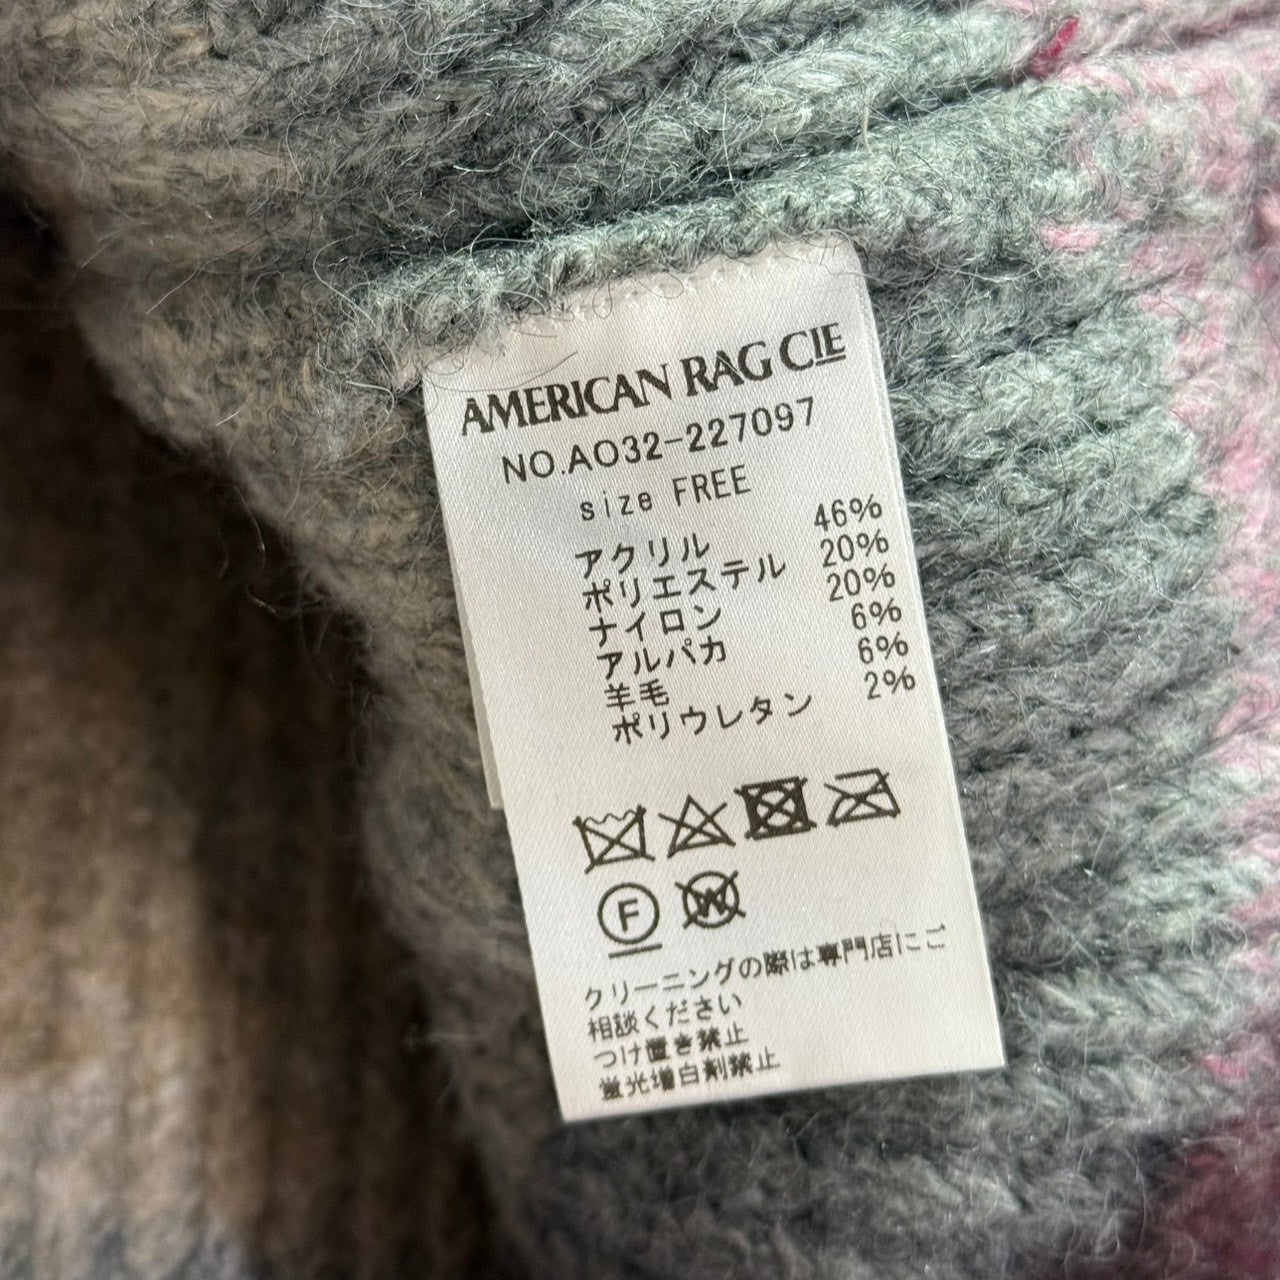 AMERICAN RAG CIE
NO.AO32-227097
size FREE
アクリル 46%
ポリエステル 20%
ナイロン 20%
アルパカ 6%
羊毛 6%
ポリウレタン 2%
F W
クリーニングの際は専門店にご
相談ください
つけ置き禁止
蛍光増白剤禁止